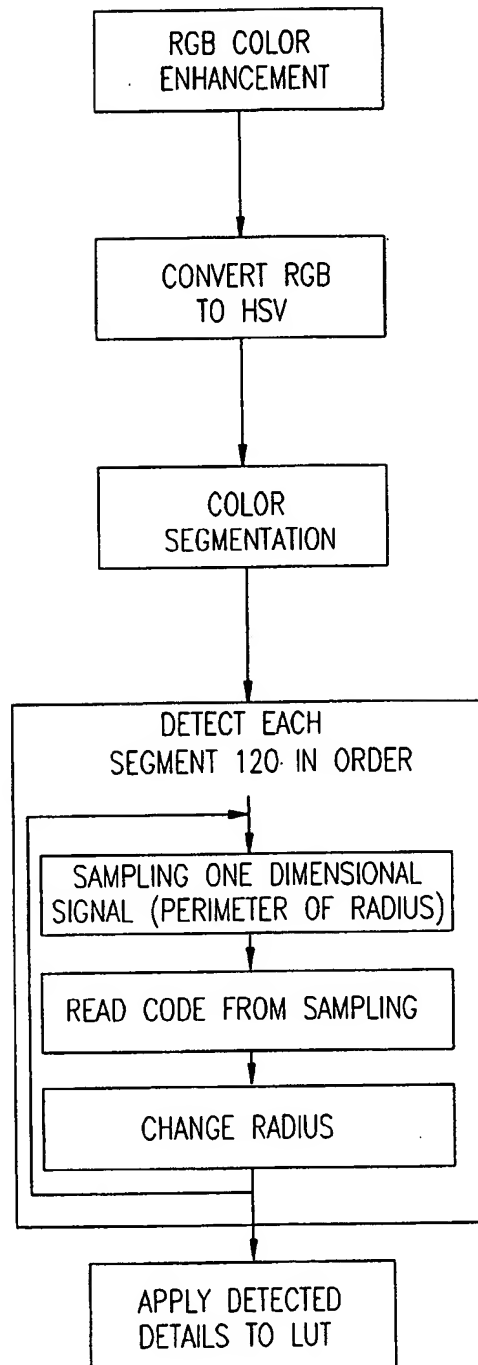 RGB COLOR
ENHANCEMENT
CONVERT RGB
TO HSV
COLOR
SEGMENTATION
DETECT EACH
SEGMENT 120 IN ORDER
SAMPLING ONE DIMENSIONAL
SIGNAL (PERIMETER OF RADIUS)
READ CODE FROM SAMPLING
CHANGE RADIUS
APPLY DETECTED
DETAILS TO LUT